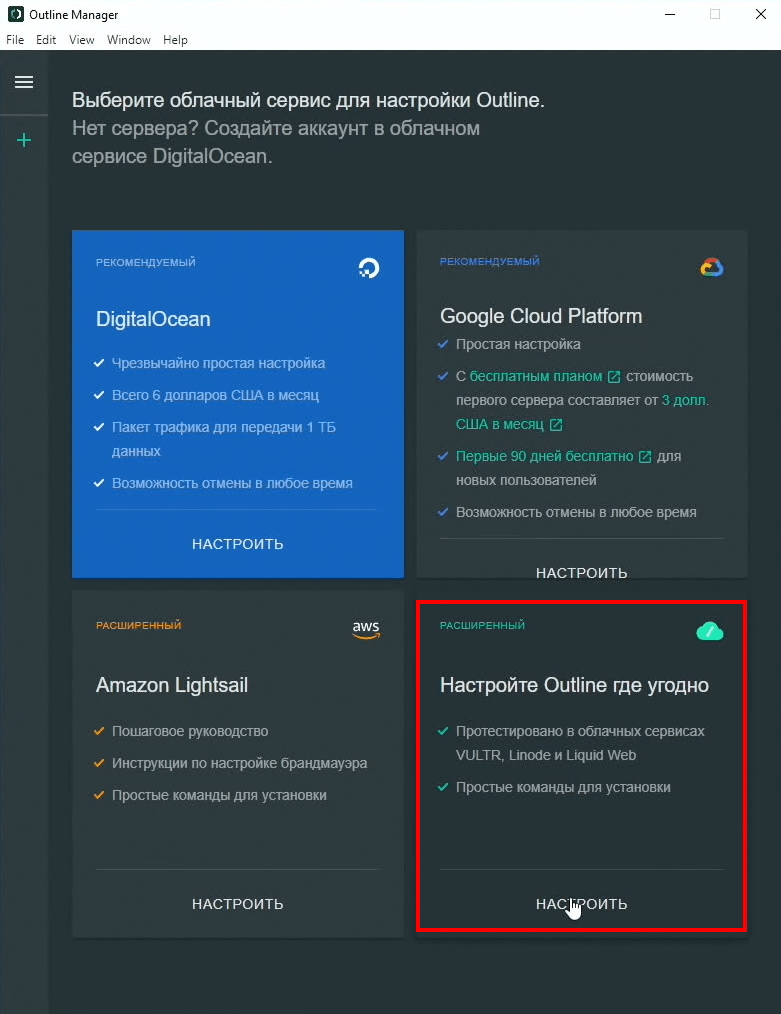 Outline Manager
File Edit View Window Help
Выберите облачный сервис для настройки Outline.
Нет сервера? Создайте аккаунт в облачном
сервисе DigitalOcean.
РЕКОМЕНДУЕМЫЙ
DigitalOcean
Чрезвычайно простая настройка
Всего 6 долларов США в месяц
Пакет трафика для передачи 1 ТБ
данных
Возможность отмены в любое время
НАСТРОИТЬ
РЕКОМЕНДУЕМЫЙ
Google Cloud Platform
Простая настройка
С бесплатным планом стоимость
первого сервера составляет от 3 долл.
США в месяц
Первые 90 дней бесплатно для
новых пользователей
Возможность отмены в любое время
НАСТРОИТЬ
РАСШИРЕННЫЙ
aws
Amazon Lightsail
Пошаговое руководство
Инструкции по настройке брандмауэра
Простые команды для установки
НАСТРОИТЬ
РАСШИРЕННЫЙ
Настройте Outline где угодно
Протестировано в облачных сервисах
VULTR, Linode и Liquid Web
Простые команды для установки
НАСТРОИТЬ